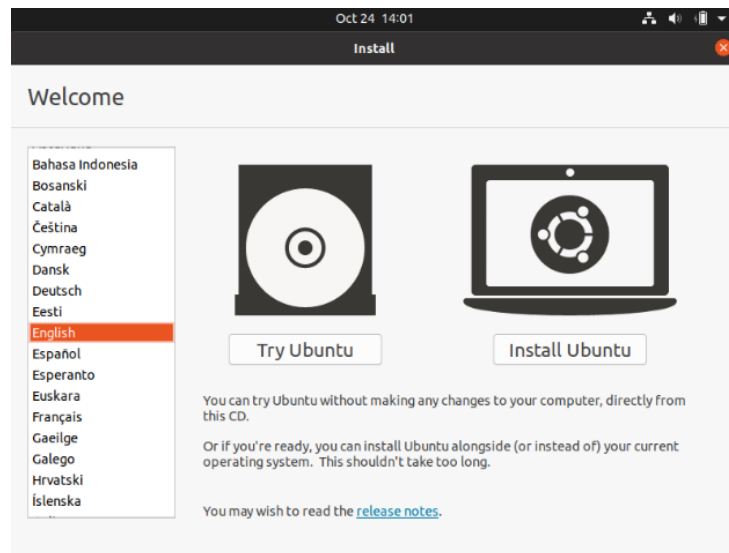 Oct 24 14:01
Install
Welcome
Bahasa Indonesia
Bosanski
Català
Čeština
Cymraeg
Dansk
Deutsch
Eesti
English
Español
Esperanto
Euskara
Français
Gaeilge
Galego
Hrvatski
Íslenska
Try Ubuntu
Install Ubuntu
You can try Ubuntu without making any changes to your computer, directly from
this CD.
Or if you're ready, you can install Ubuntu alongside (or instead of) your current
operating system. This shouldn't take too long.
You may wish to read the release notes.